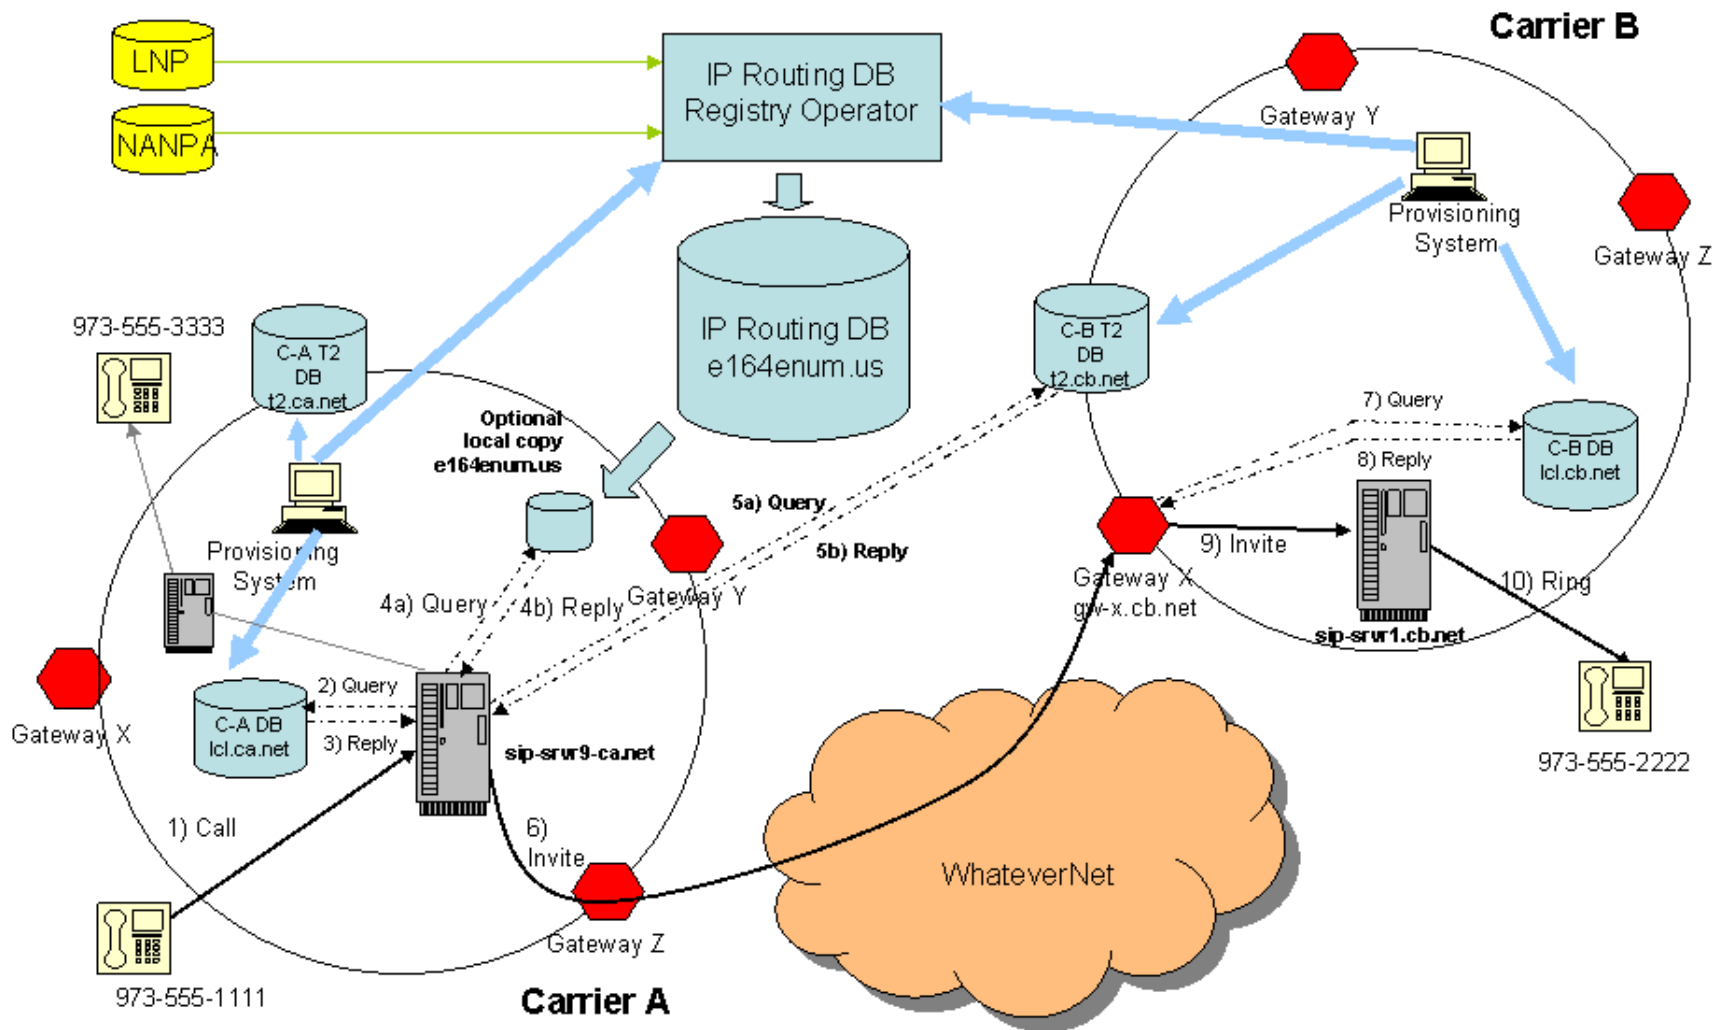 Carrier B
LNP
IP Routing DB
Registry Operator
NANPA
Gateway Y
Provisioning
System
Gateway Z
973-555-3333
C-A T2
DB
t2.ca.net
IP Routing DB
e164enum.us
C-B T2
DB
t2.cb.net
Optional
local copy
e164enum.us
7) Query
8) Reply
C-B DB
lcl.cb.net
5a) Query
5b) Reply
Provisioning
System
4a) Query
4b) Reply
Gateway Y
9) Invite
Gateway X
gw-x.cb.net
10) Ring
sip-srvr1.cb.net
Gateway X
2) Query
C-A DB
lcl.ca.net
3) Reply
sip-srvr9-ca.net
973-555-2222
1) Call
6)
Invite
WhateverNet
Gateway Z
973-555-1111
Carrier A